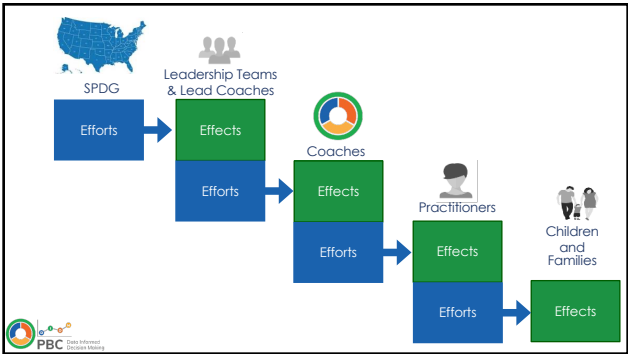 SPDG
Efforts
Leadership Teams
& Lead Coaches
Effects
Efforts
Coaches
Effects
Efforts
Practitioners
Effects
Efforts
Children
and
Families
Effects
PBC Data Informed
Decision Making